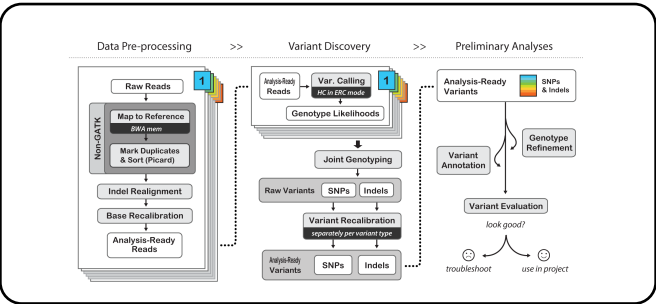 Data Pre-processing >> Variant Discovery >> Preliminary Analyses
1
Raw Reads
Non-GATK
Map to Reference
BWA mem
Mark Duplicates
& Sort (Picard)
Indel Realignment
Base Recalibration
Analysis-Ready
Reads
1
Analysis-Ready
Reads
Var. Calling
HC in ERC mode
Genotype Likelihoods
Joint Genotyping
Raw Variants SNPs Indels
Variant Recalibration
separately per variant type
Analysis-Ready
Variants
SNPs Indels
Analysis-Ready
Variants
SNPs
& Indels
Genotype
Refinement
Variant
Annotation
Variant Evaluation
look good?
troubleshoot use in project